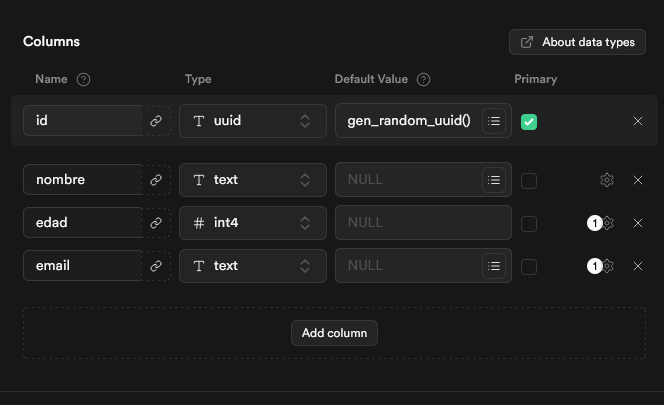 Columns
About data types
Name Type Default Value Primary
id uuid gen_random_uuid()
nombre text NULL
edad int4 NULL 1
email text NULL 1
Add column